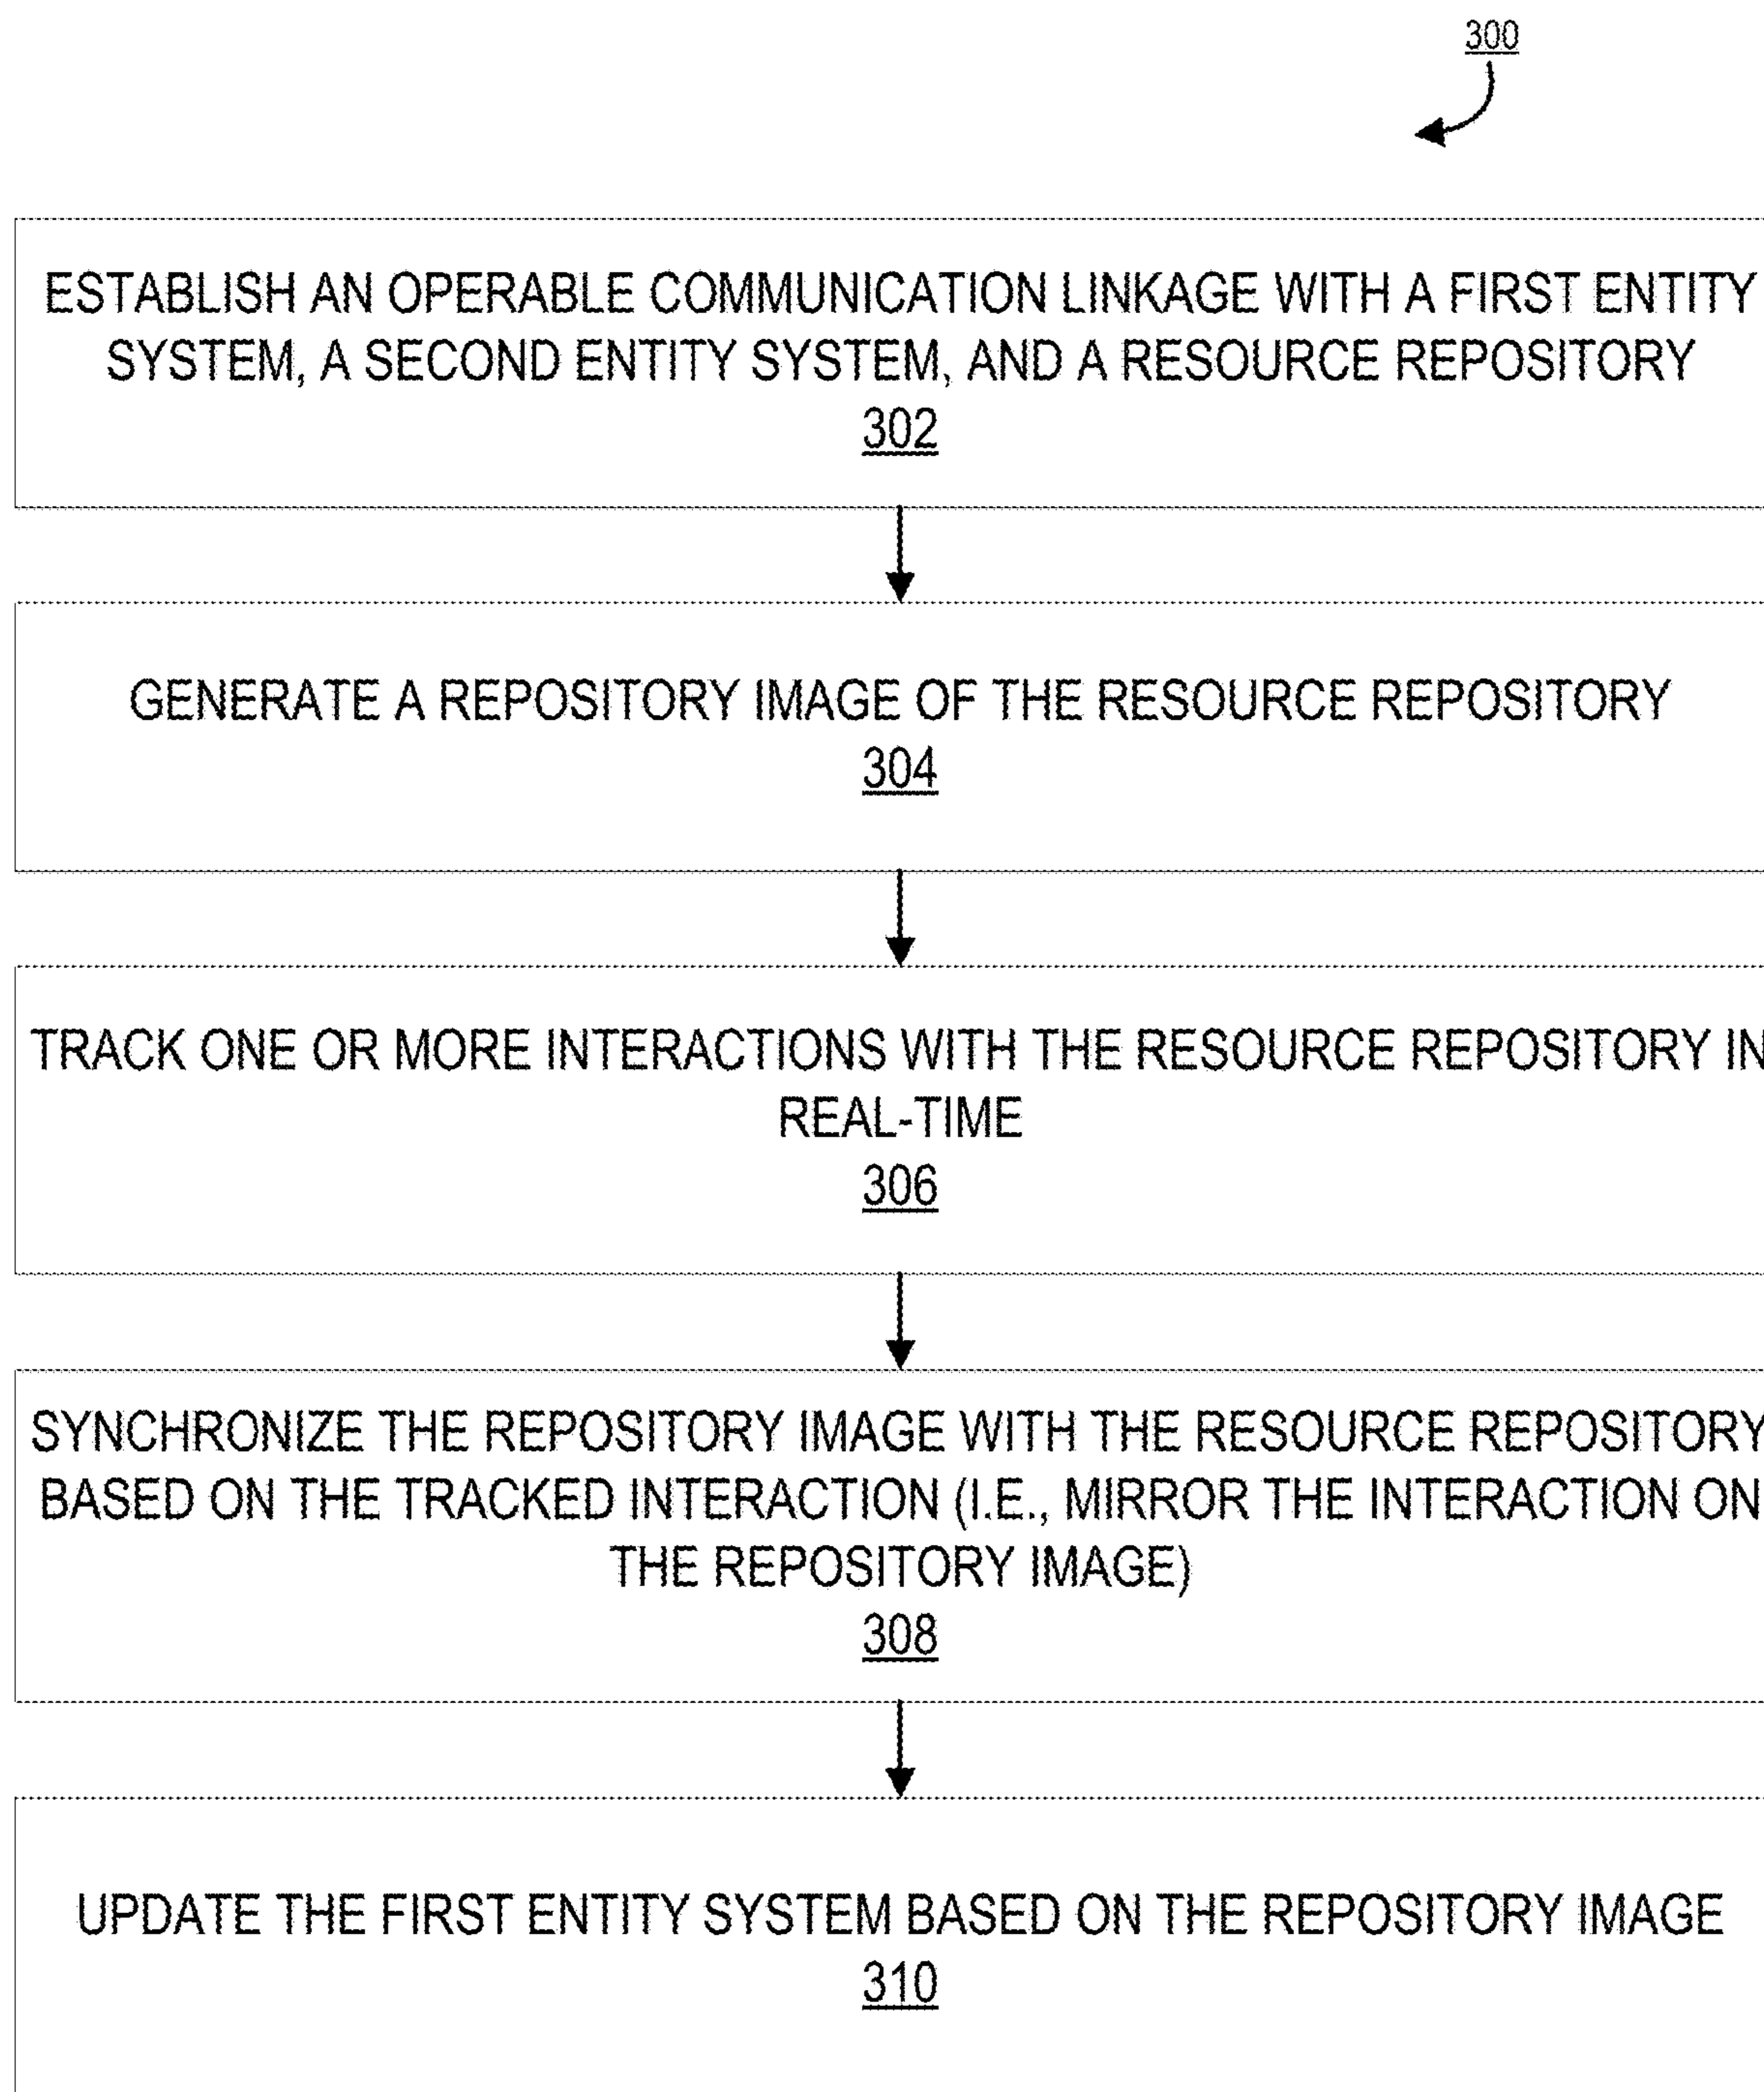 300
ESTABLISH AN OPERABLE COMMUNICATION LINKAGE WITH A FIRST ENTITY
SYSTEM, A SECOND ENTITY SYSTEM, AND A RESOURCE REPOSITORY
302
GENERATE A REPOSITORY IMAGE OF THE RESOURCE REPOSITORY
304
TRACK ONE OR MORE INTERACTIONS WITH THE RESOURCE REPOSITORY IN
REAL-TIME
306
SYNCHRONIZE THE REPOSITORY IMAGE WITH THE RESOURCE REPOSITORY
BASED ON THE TRACKED INTERACTION (I.E., MIRROR THE INTERACTION ON
THE REPOSITORY IMAGE)
308
UPDATE THE FIRST ENTITY SYSTEM BASED ON THE REPOSITORY IMAGE
310